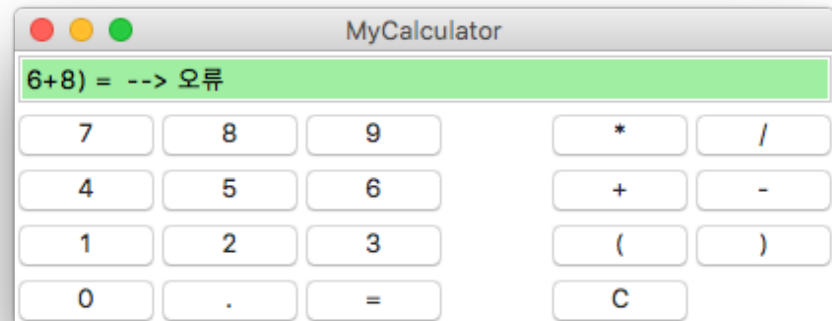 MyCalculator
6+8) = --> 오류
7 8 9 * /
4 5 6 + -
1 2 3 ( )
0 . = C